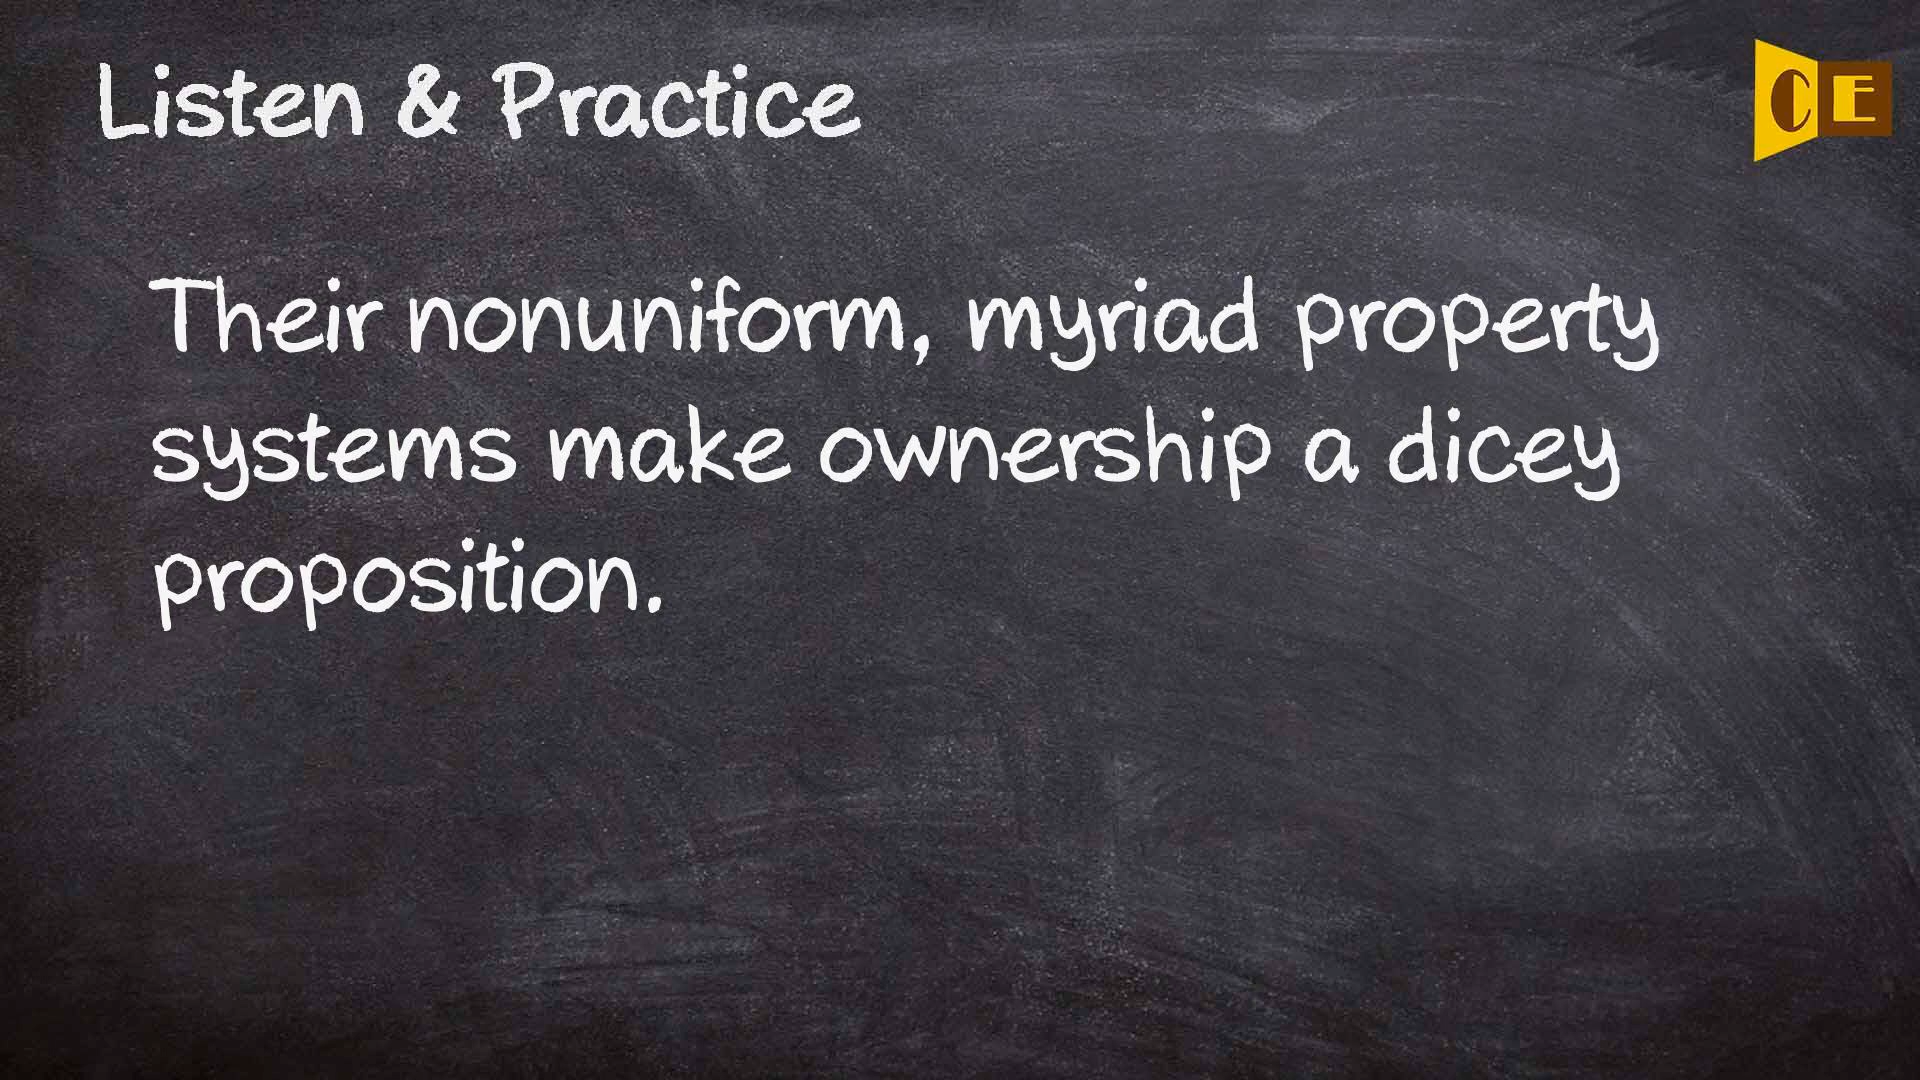 Listen & Practice
CE
Their nonuniform, myriad property
systems make ownership a dicey
proposition.